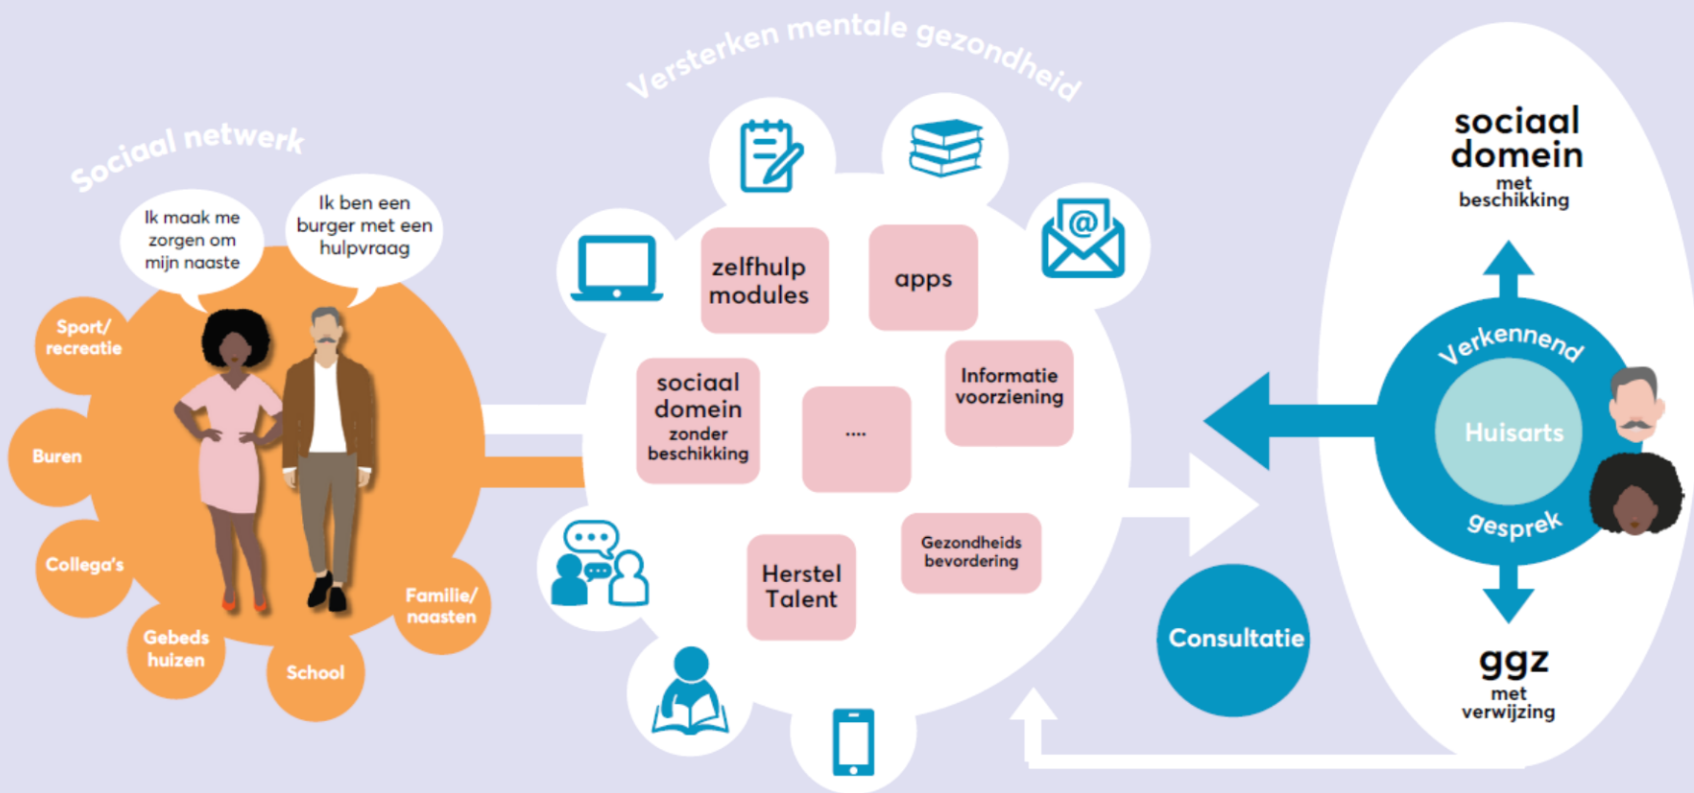 Sociaal netwerk
Ik maak me
zorgen om
mijn naaste
Ik ben een
burger met een
hulpvraag
Sport/
recreatie
Buren
Collega's
Gebeds
huizen
School
Familie/
naasten
Versterken mentale gezondheid
zelfhulp
modules
apps
@
sociaal
domein
zonder
beschikking
....
Informatie
voorziening
Herstel
Talent
Gezondheids
bevordering
Consultatie
sociaal
domein
met
beschikking
Verkennend
Huisarts
gesprek
ggz
met
verwijzing